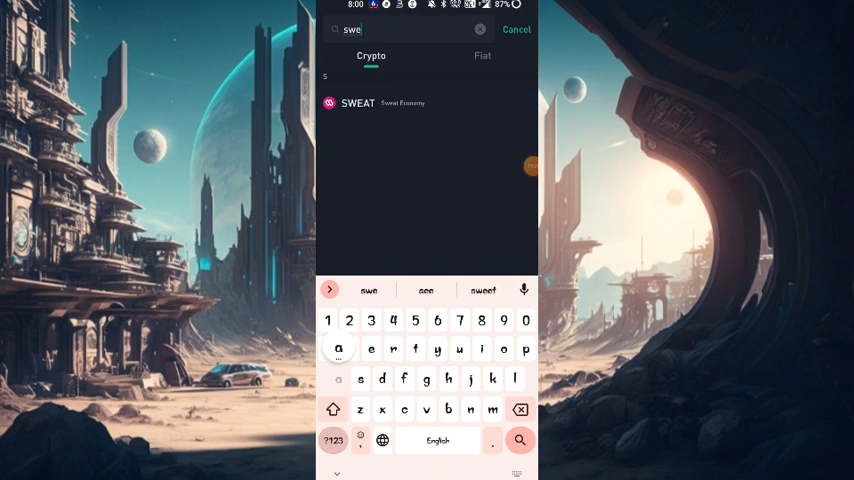 8:00 87%
swe Cancel
Crypto Fiat
S
SWEAT Sweat Economy
swe see sweet
1 2 3 4 5 6 7 8 9 0
a e r t y u i o p
a s d f g h j k l
z x c v b n m
?123 , English .